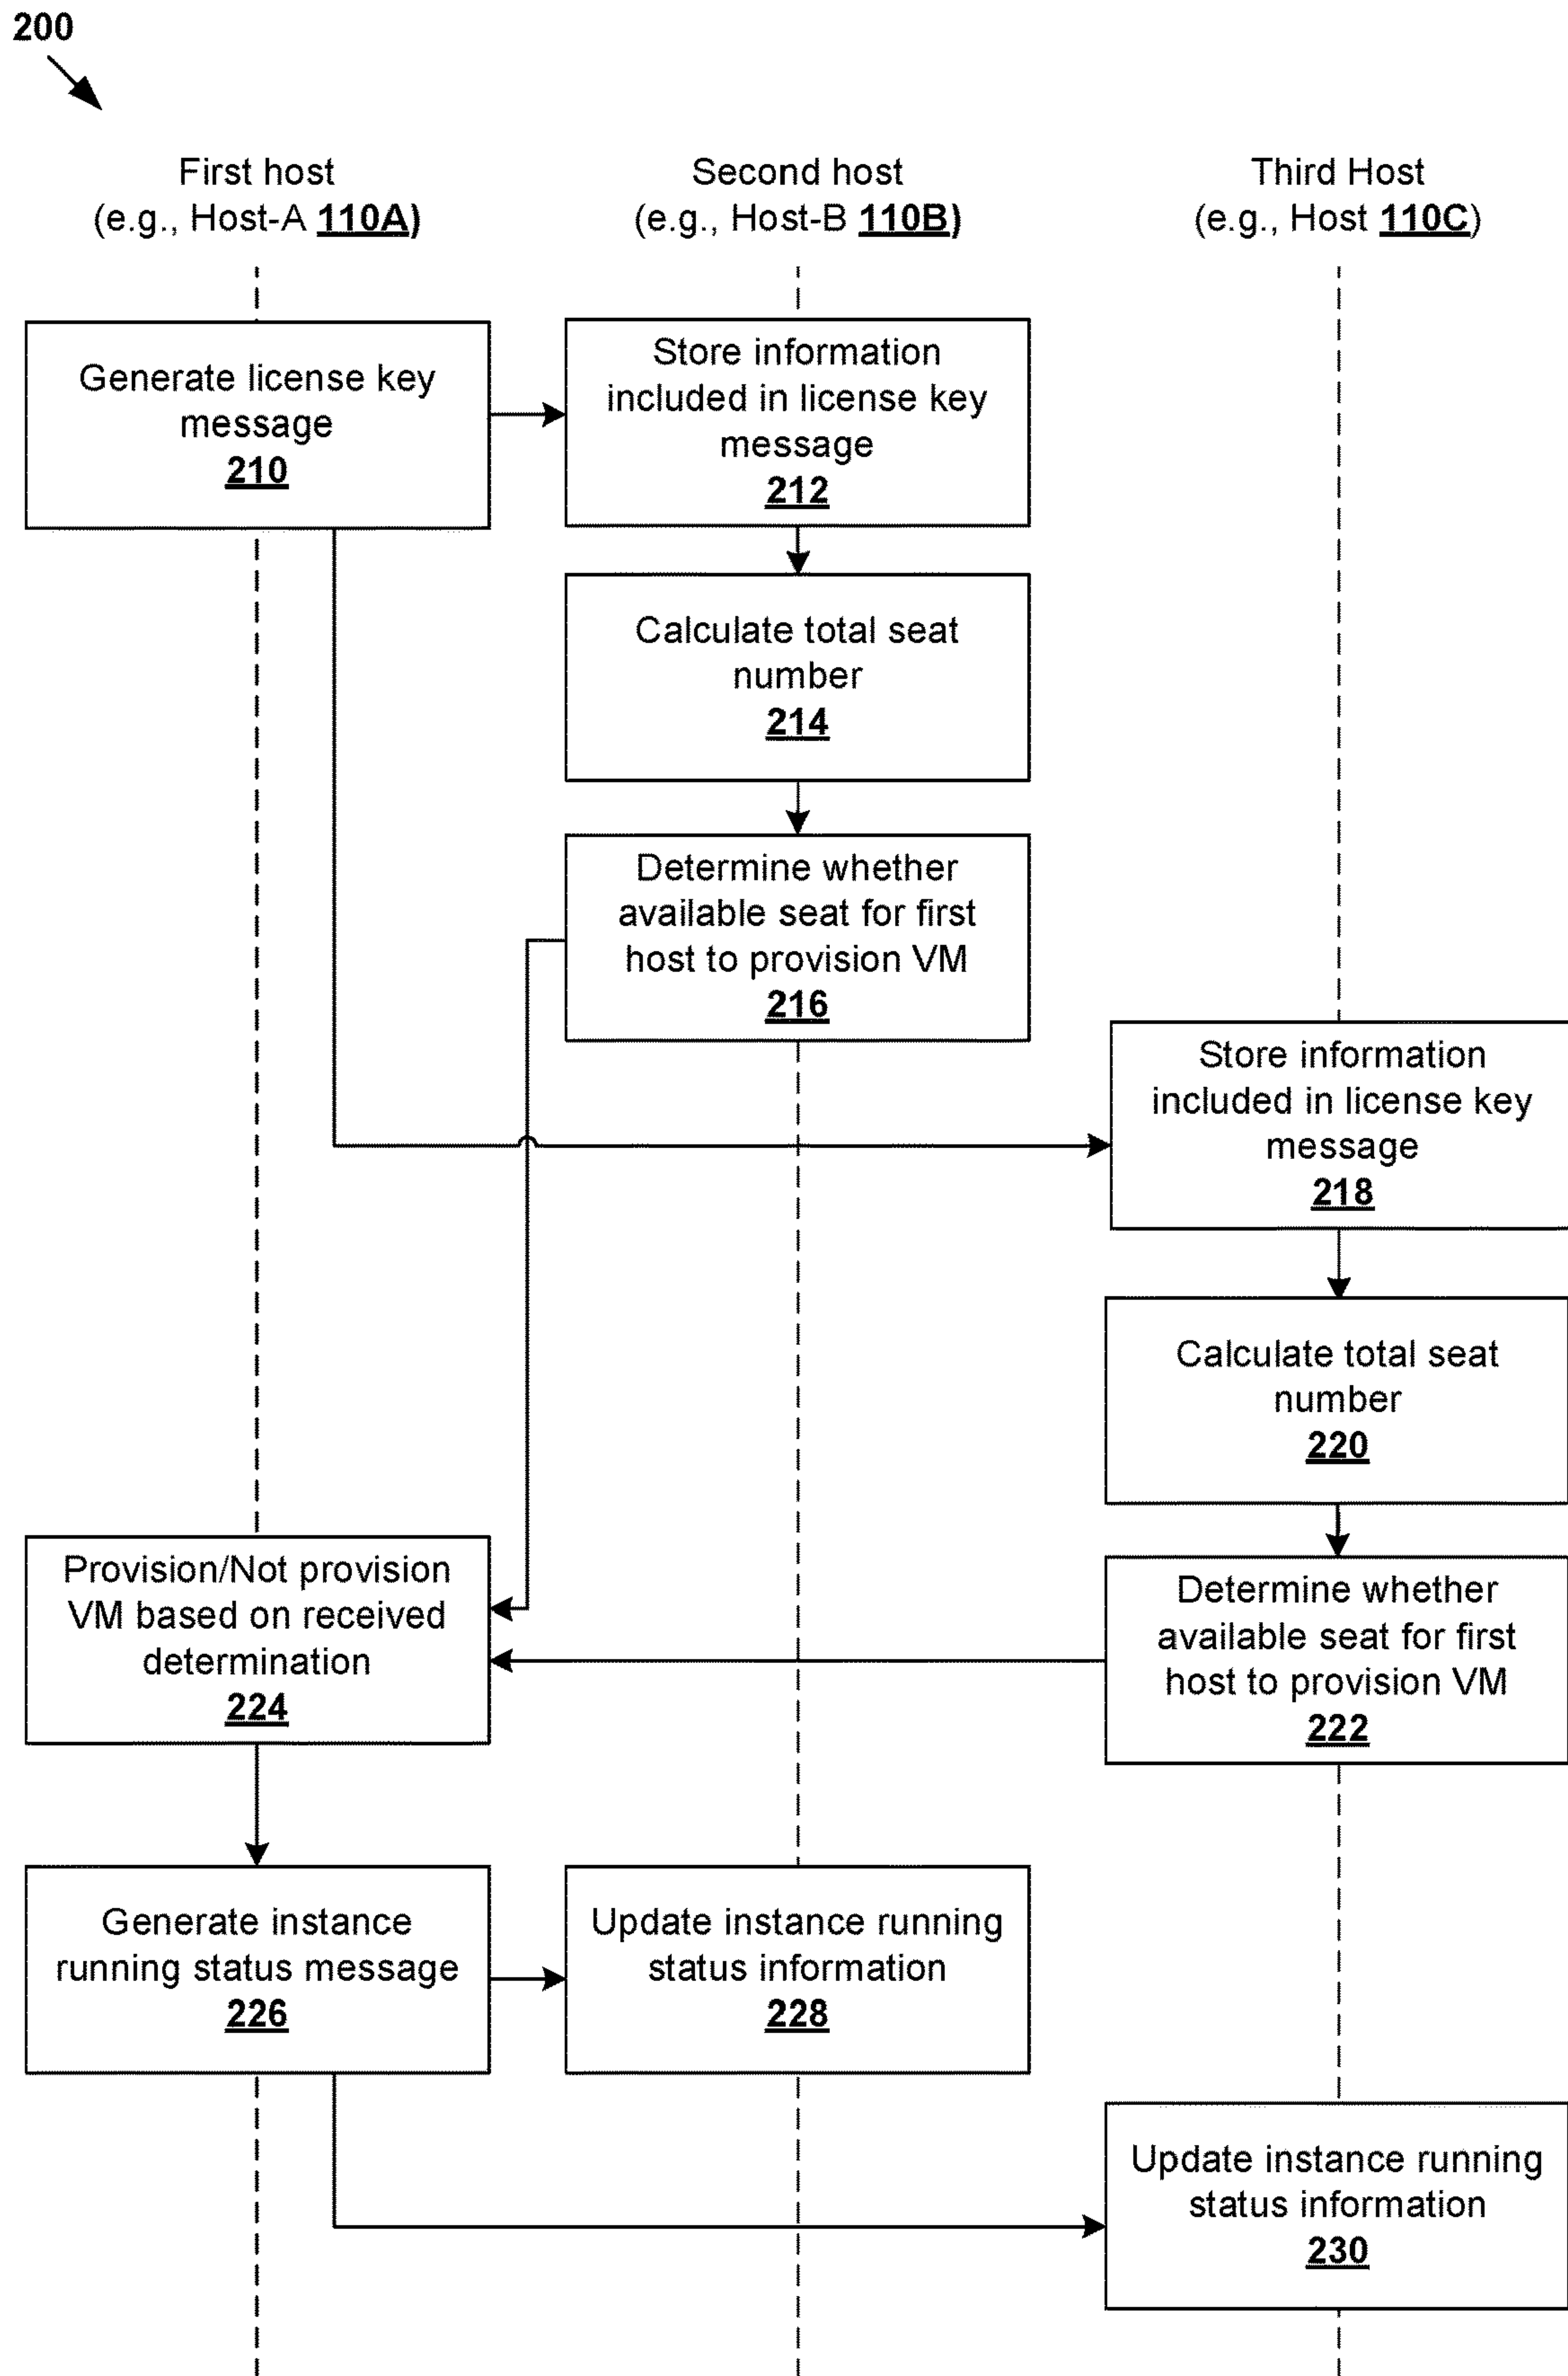 200
First host
(e.g., Host-A 110A)
Second host
(e.g., Host-B 110B)
Third Host
(e.g., Host 110C)
Generate license key
message
210
Store information
included in license key
message
212
Calculate total seat
number
214
Determine whether
available seat for first
host to provision VM
216
Store information
included in license key
message
218
Calculate total seat
number
220
Determine whether
available seat for first
host to provision VM
222
Provision/Not provision
VM based on received
determination
224
Generate instance
running status message
226
Update instance running
status information
228
Update instance running
status information
230